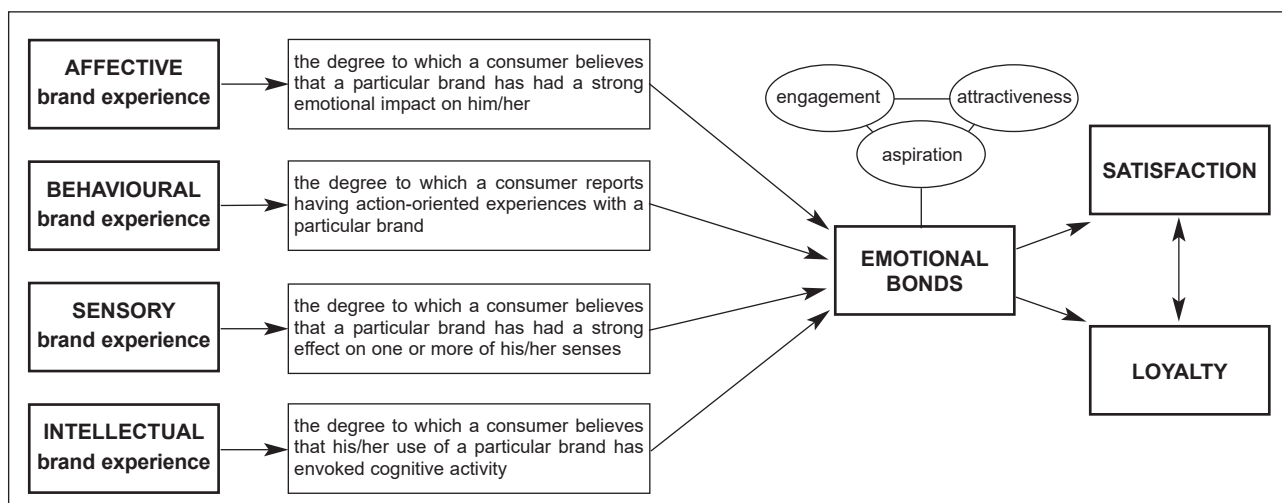 AFFECTIVE
brand experience
the degree to which a consumer believes
that a particular brand has had a strong
emotional impact on him/her
BEHAVIOURAL
brand experience
the degree to which a consumer reports
having action-oriented experiences with a
particular brand
SENSORY
brand experience
the degree to which a consumer believes
that a particular brand has had a strong
effect on one or more of his/her senses
INTELLECTUAL
brand experience
the degree to which a consumer believes
that his/her use of a particular brand has
envoked cognitive activity
engagement
attractiveness
aspiration
EMOTIONAL
BONDS
SATISFACTION
LOYALTY